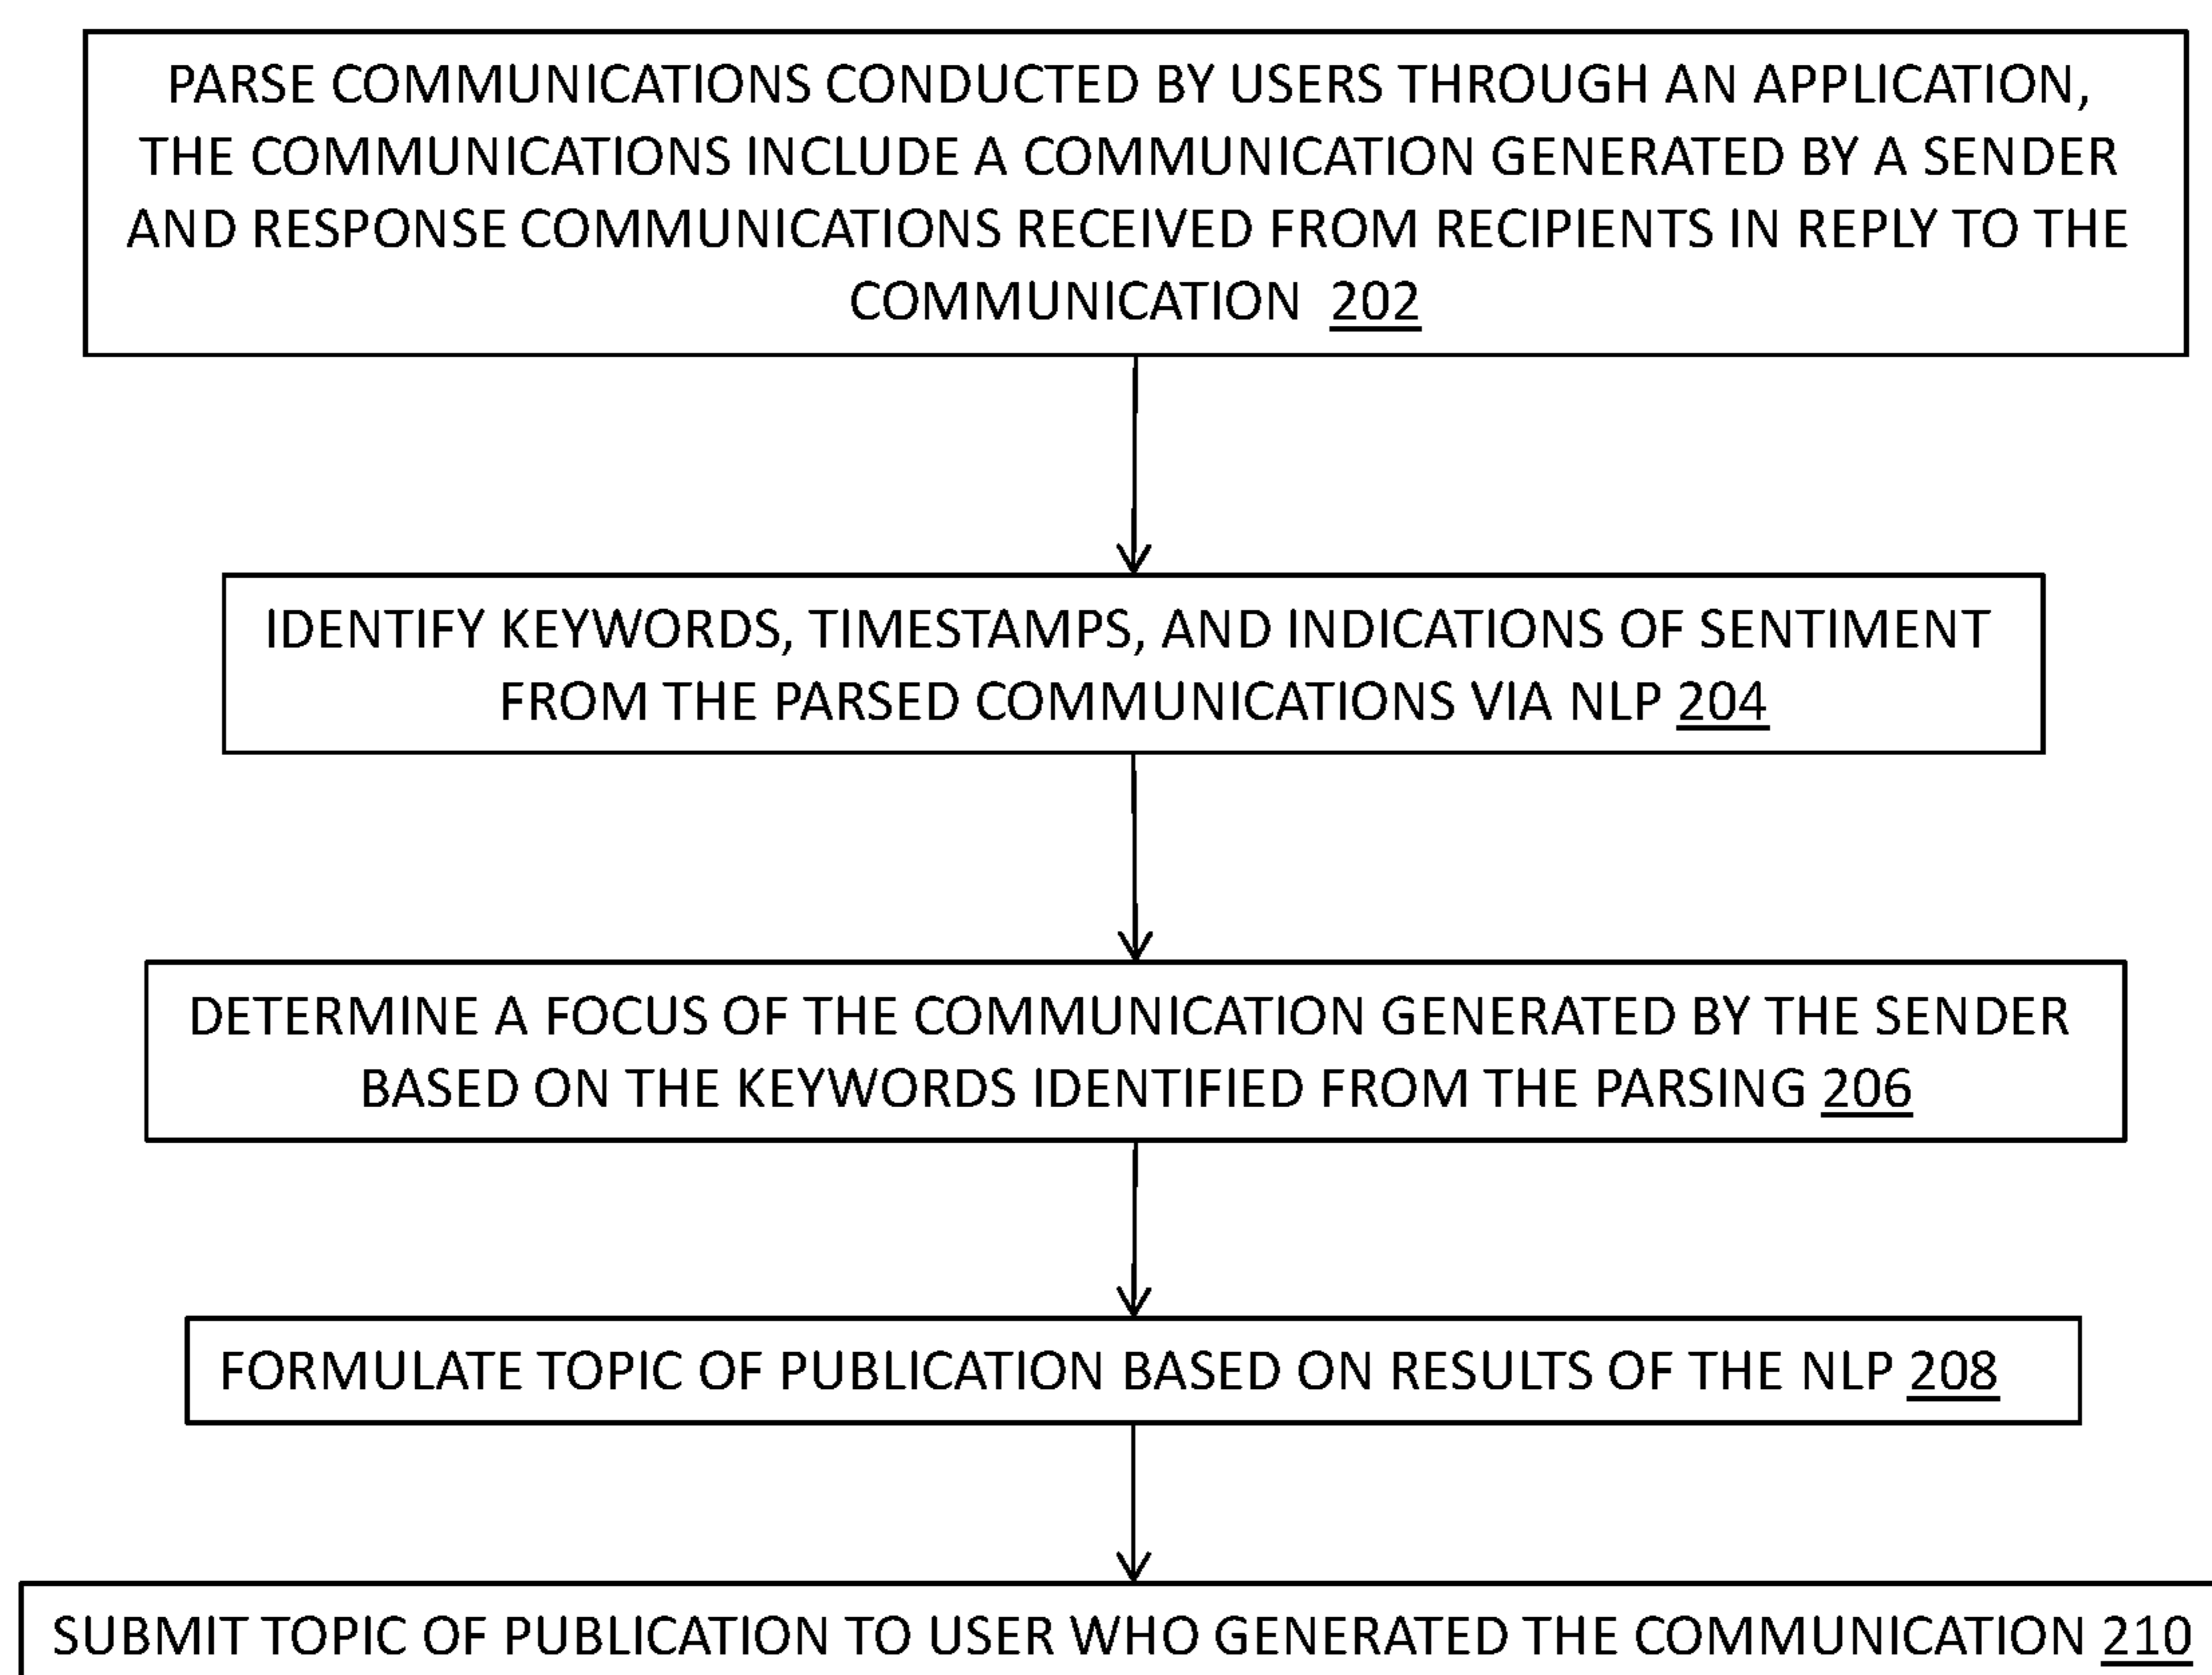 PARSE COMMUNICATIONS CONDUCTED BY USERS THROUGH AN APPLICATION,
THE COMMUNICATIONS INCLUDE A COMMUNICATION GENERATED BY A SENDER
AND RESPONSE COMMUNICATIONS RECEIVED FROM RECIPIENTS IN REPLY TO THE
COMMUNICATION 202
IDENTIFY KEYWORDS, TIMESTAMPS, AND INDICATIONS OF SENTIMENT
FROM THE PARSED COMMUNICATIONS VIA NLP 204
DETERMINE A FOCUS OF THE COMMUNICATION GENERATED BY THE SENDER
BASED ON THE KEYWORDS IDENTIFIED FROM THE PARSING 206
FORMULATE TOPIC OF PUBLICATION BASED ON RESULTS OF THE NLP 208
SUBMIT TOPIC OF PUBLICATION TO USER WHO GENERATED THE COMMUNICATION 210